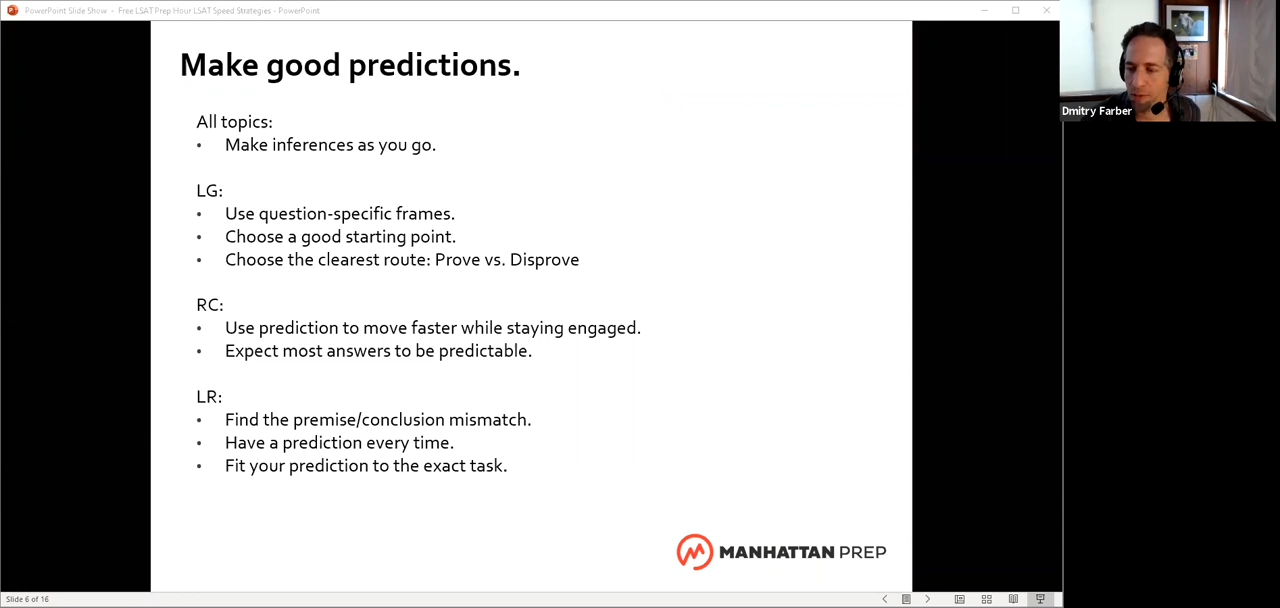 PowerPoint Slide Show - Free LSAT Prep Hour LSAT Speed Strategies - PowerPoint
Make good predictions.
All topics:
• Make inferences as you go.
LG:
• Use question-specific frames.
• Choose a good starting point.
• Choose the clearest route: Prove vs. Disprove
RC:
• Use prediction to move faster while staying engaged.
• Expect most answers to be predictable.
LR:
• Find the premise/conclusion mismatch.
• Have a prediction every time.
• Fit your prediction to the exact task.
MANHATTAN PREP
Slide 6 of 16
Dmitry Farber